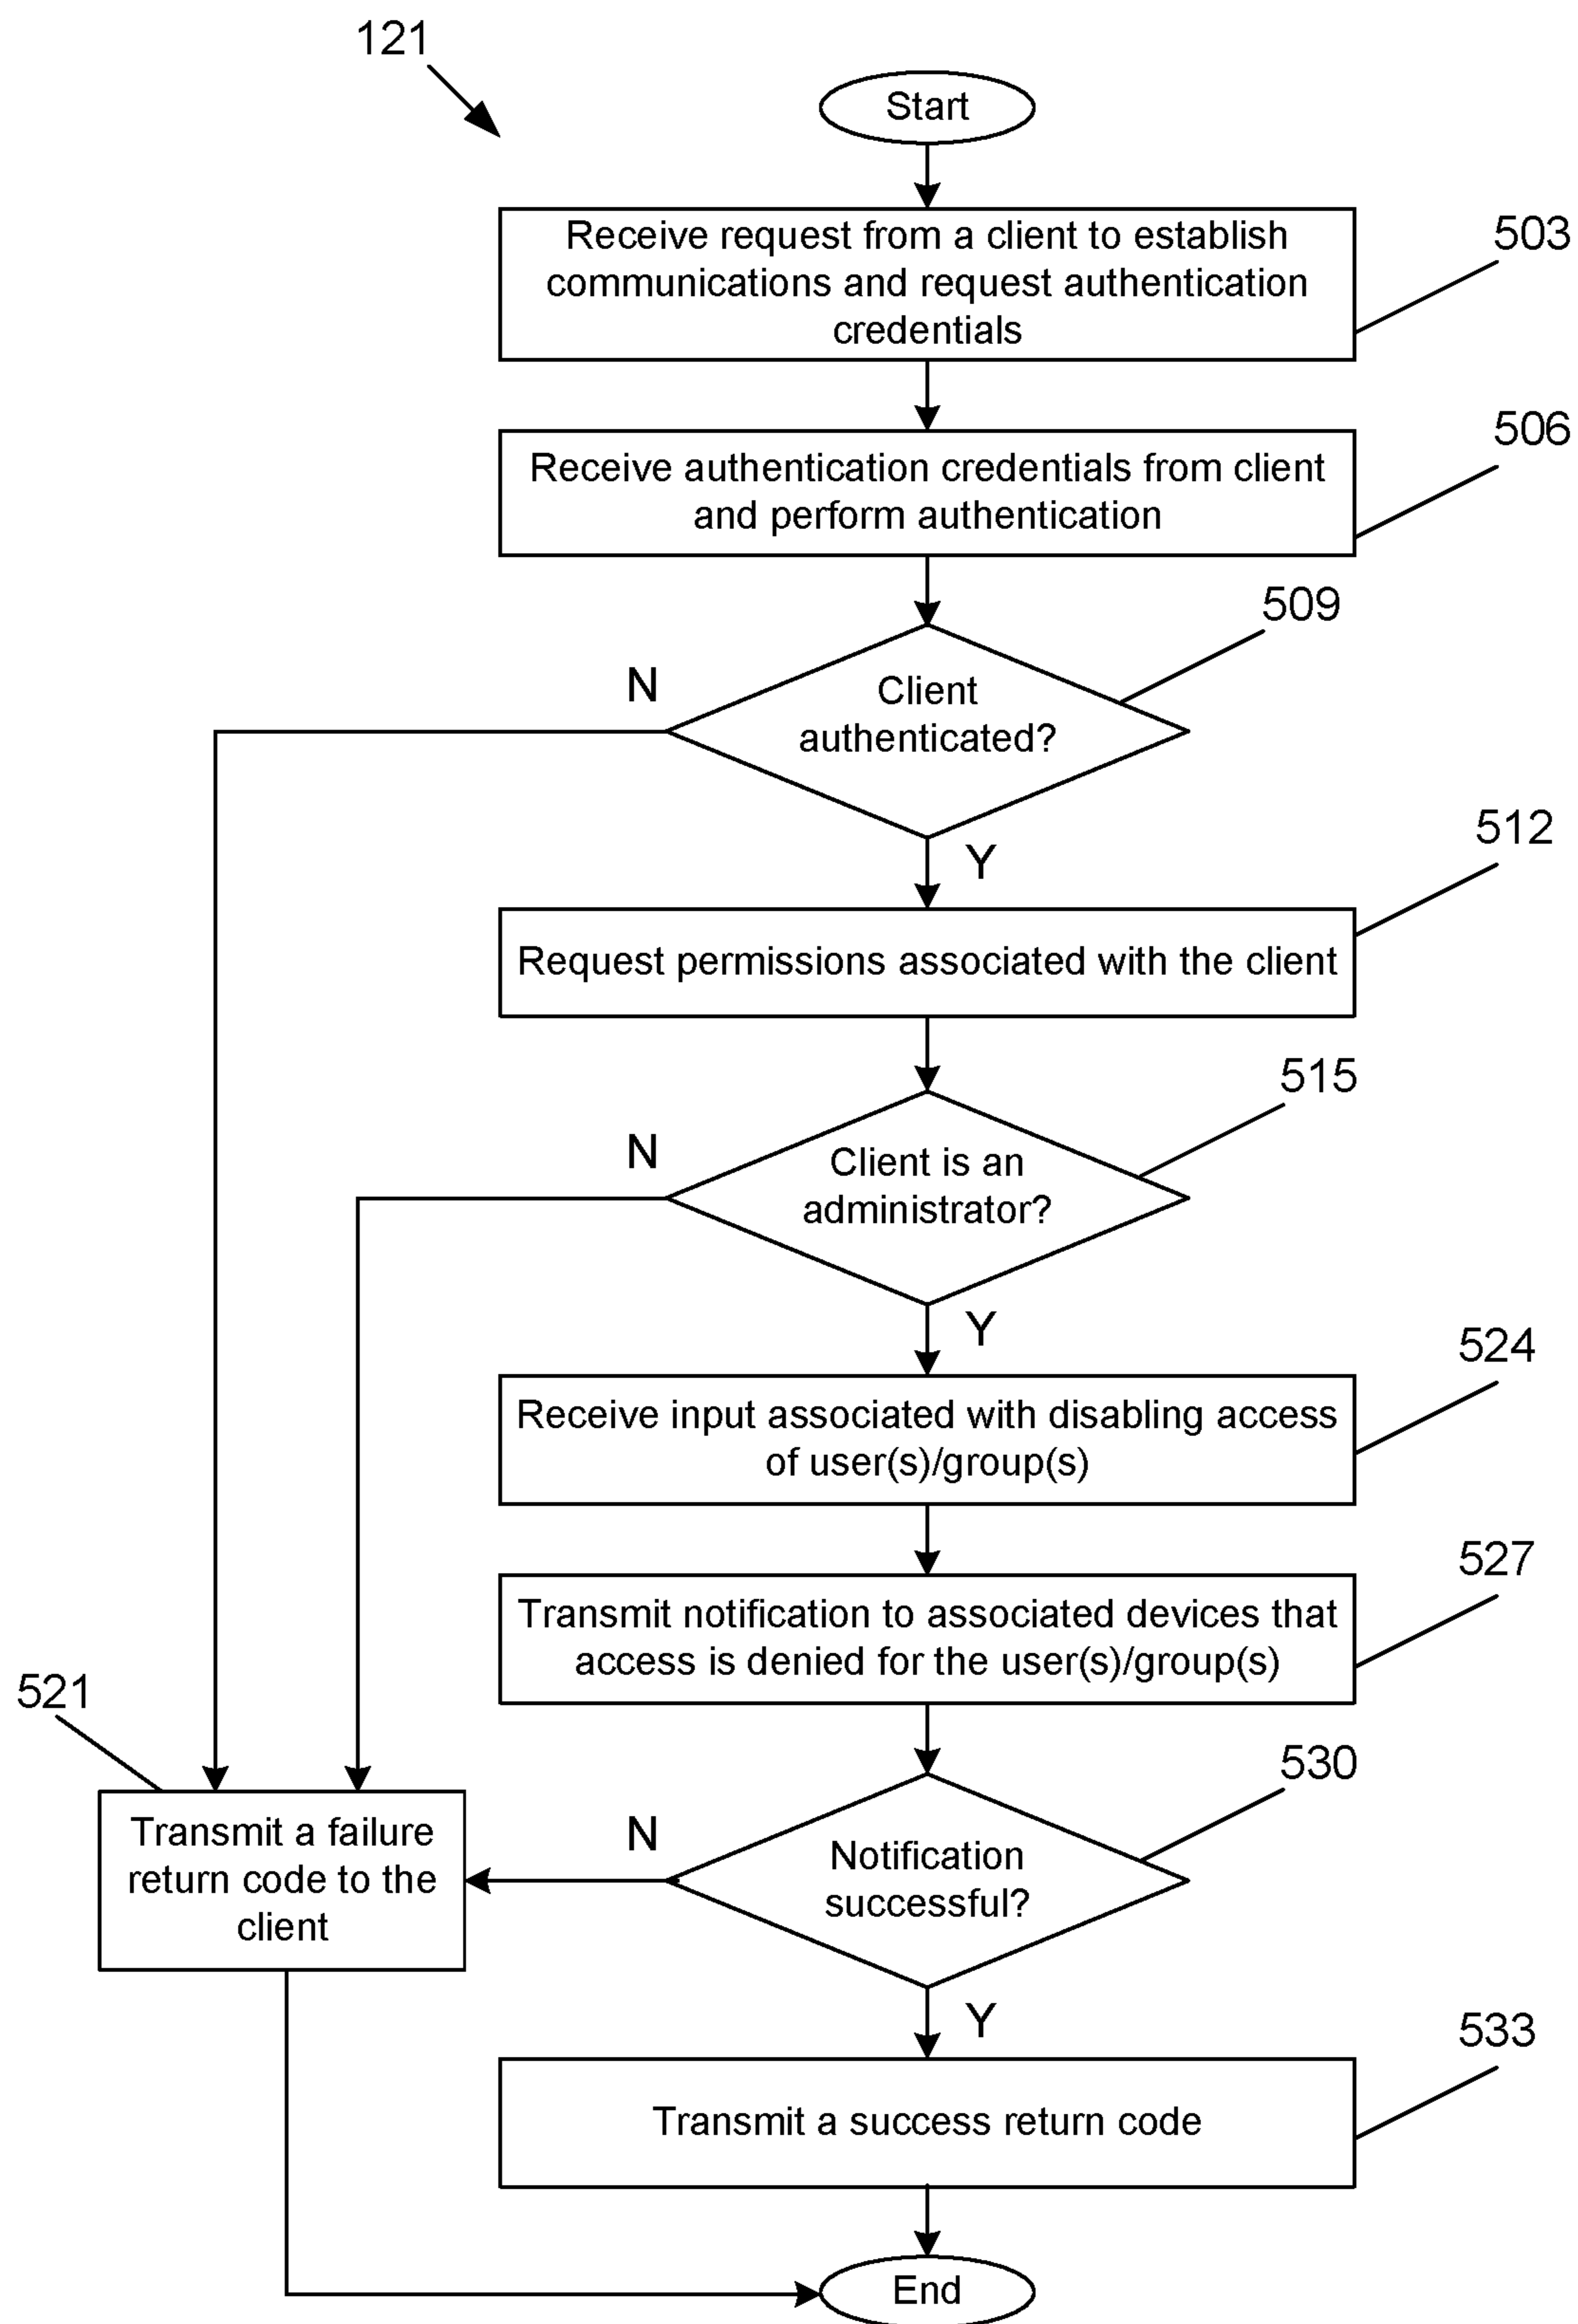 121
Start
Receive request from a client to establish
communications and request authentication
credentials
503
Receive authentication credentials from client
and perform authentication
506
509
N
Client
authenticated?
Y
512
Request permissions associated with the client
515
N
Client is an
administrator?
Y
524
Receive input associated with disabling access
of user(s)/group(s)
527
Transmit notification to associated devices that
access is denied for the user(s)/group(s)
521
530
Transmit a failure
return code to the
client
N
Notification
successful?
Y
533
Transmit a success return code
End